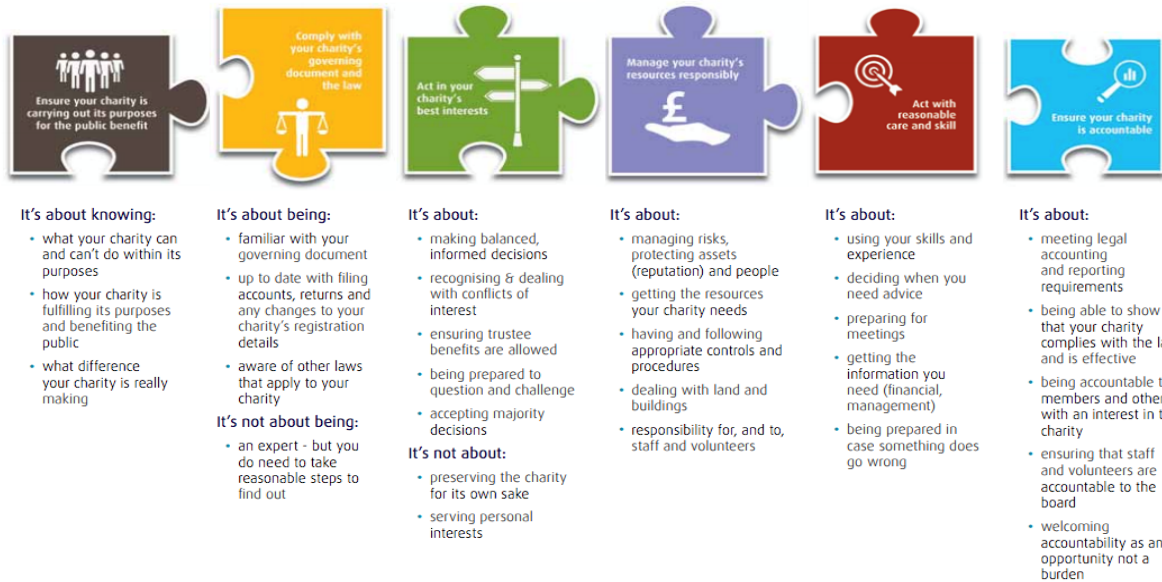 Ensure your charity is
carrying out its purposes
for the public benefit
Comply with
your charity's
governing
document and
the law
Act in your
charity's
best interests
Manage your charity's
resources responsibly
£
Act with
reasonable
care and skill
Ensure your charity
is accountable
It's about knowing:
• what your charity can
and can't do within its
purposes
• how your charity is
fulfilling its purposes
and benefiting the
public
• what difference
your charity is really
making
It's about being:
• familiar with your
governing document
• up to date with filing
accounts, returns and
any changes to your
charity's registration
details
• aware of other laws
that apply to your
charity
It's not about being:
• an expert - but you
do need to take
reasonable steps to
find out
It's about:
• making balanced,
informed decisions
• recognising & dealing
with conflicts of
interest
• ensuring trustee
benefits are allowed
• being prepared to
question and challenge
• accepting majority
decisions
It's not about:
• preserving the charity
for its own sake
• serving personal
interests
It's about:
• managing risks,
protecting assets
(reputation) and people
• getting the resources
your charity needs
• having and following
appropriate controls and
procedures
• dealing with land and
buildings
• responsibility for, and to,
staff and volunteers
It's about:
• using your skills and
experience
• deciding when you
need advice
• preparing for
meetings
• getting the
information you
need (financial,
management)
• being prepared in
case something does
go wrong
It's about:
• meeting legal
accounting
and reporting
requirements
• being able to show
that your charity
complies with the
and is effective
• being accountable
members and
with an interest in
charity
• ensuring that staff
and volunteers are
accountable to the
board
• welcoming
accountability as
opportunity not a
burden